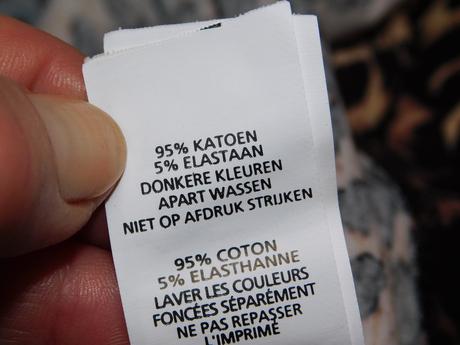 95% KATOEN
5% ELASTAAN
DONKERE KLEUREN
APART WASSEN
NIET OP AFDRUK STRIJKEN
95% COTON
5% ELASTHANNE
LAVER LES COULEURS
FONCÉES SÉPARÉMENT
NE PAS REPASSER
L'IMPRIMÉ